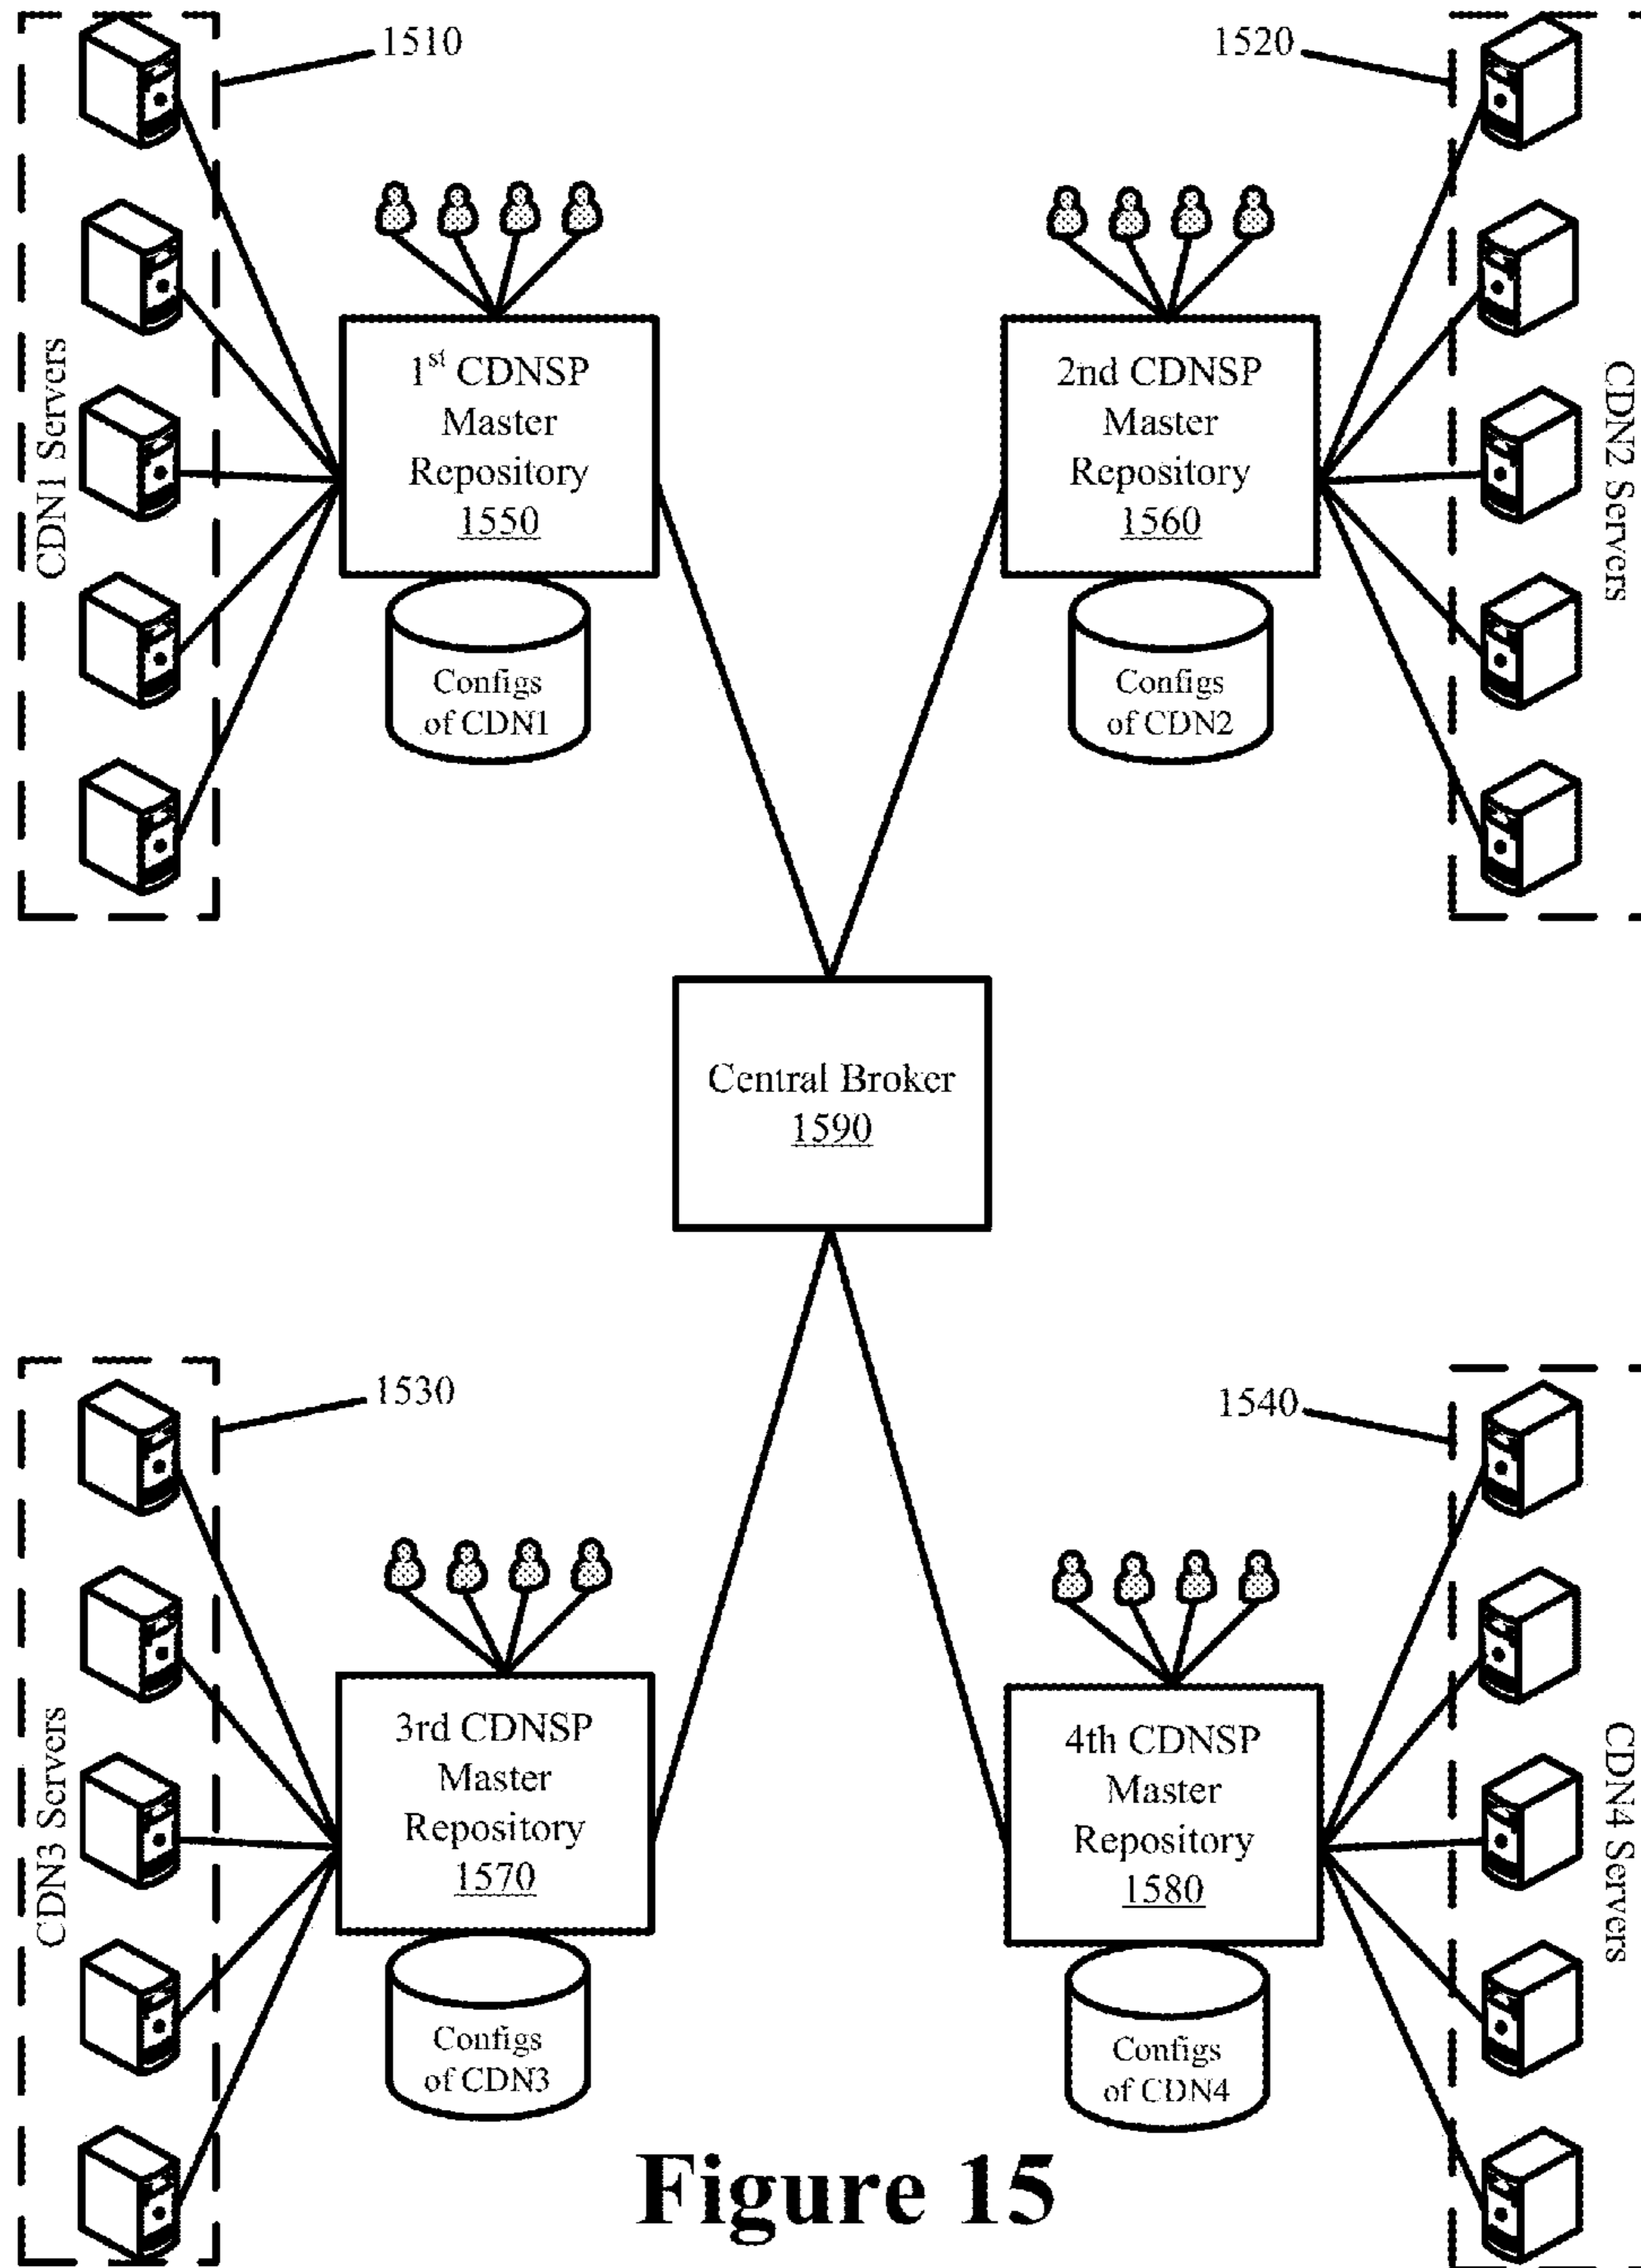 1510
1520
CDN1 Servers
1st CDNSP
Master
Repository
1550
Configs
of CDN1
2nd CDNSP
Master
Repository
1560
Configs
of CDN2
CDN2 Servers
Central Broker
1590
1530
1540
CDN3 Servers
3rd CDNSP
Master
Repository
1570
Configs
of CDN3
4th CDNSP
Master
Repository
1580
Configs
of CDN4
CDN4 Servers
Figure 15